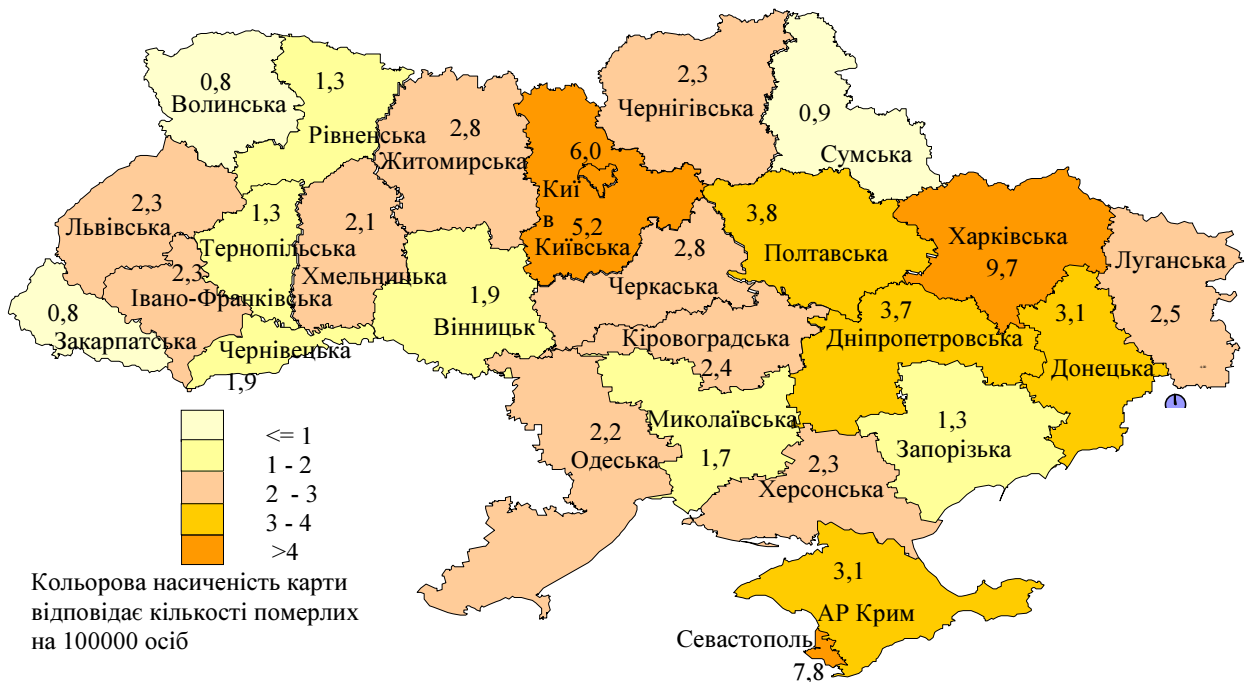 0,8
Волинська
1,3
Рівненська
2,8
Житомирська
6,0
Киї
в
5,2
Київська
2,3
Чернігівська
0,9
Сумська
2,3
Львівська
1,3
Тернопільська
2,1
Хмельницька
2,3
Івано-Франківська
0,8
Закарпатська
Чернівецька
1,9
1,9
Вінницьк
2,8
Черкаська
3,8
Полтавська
Харківська
9,7
Луганська
2,5
Кіровоградська
2,4
3,7
Дніпропетровська
3,1
Донецька
2,2
Одеська
Миколаївська
1,7
2,3
Херсонська
1,3
Запорізька
3,1
АР Крим
Севастополь
7,8
<= 1
1 - 2
2 - 3
3 - 4
>4
Кольорова насиченість карти
відповідає кількості померлих
на 100000 осіб